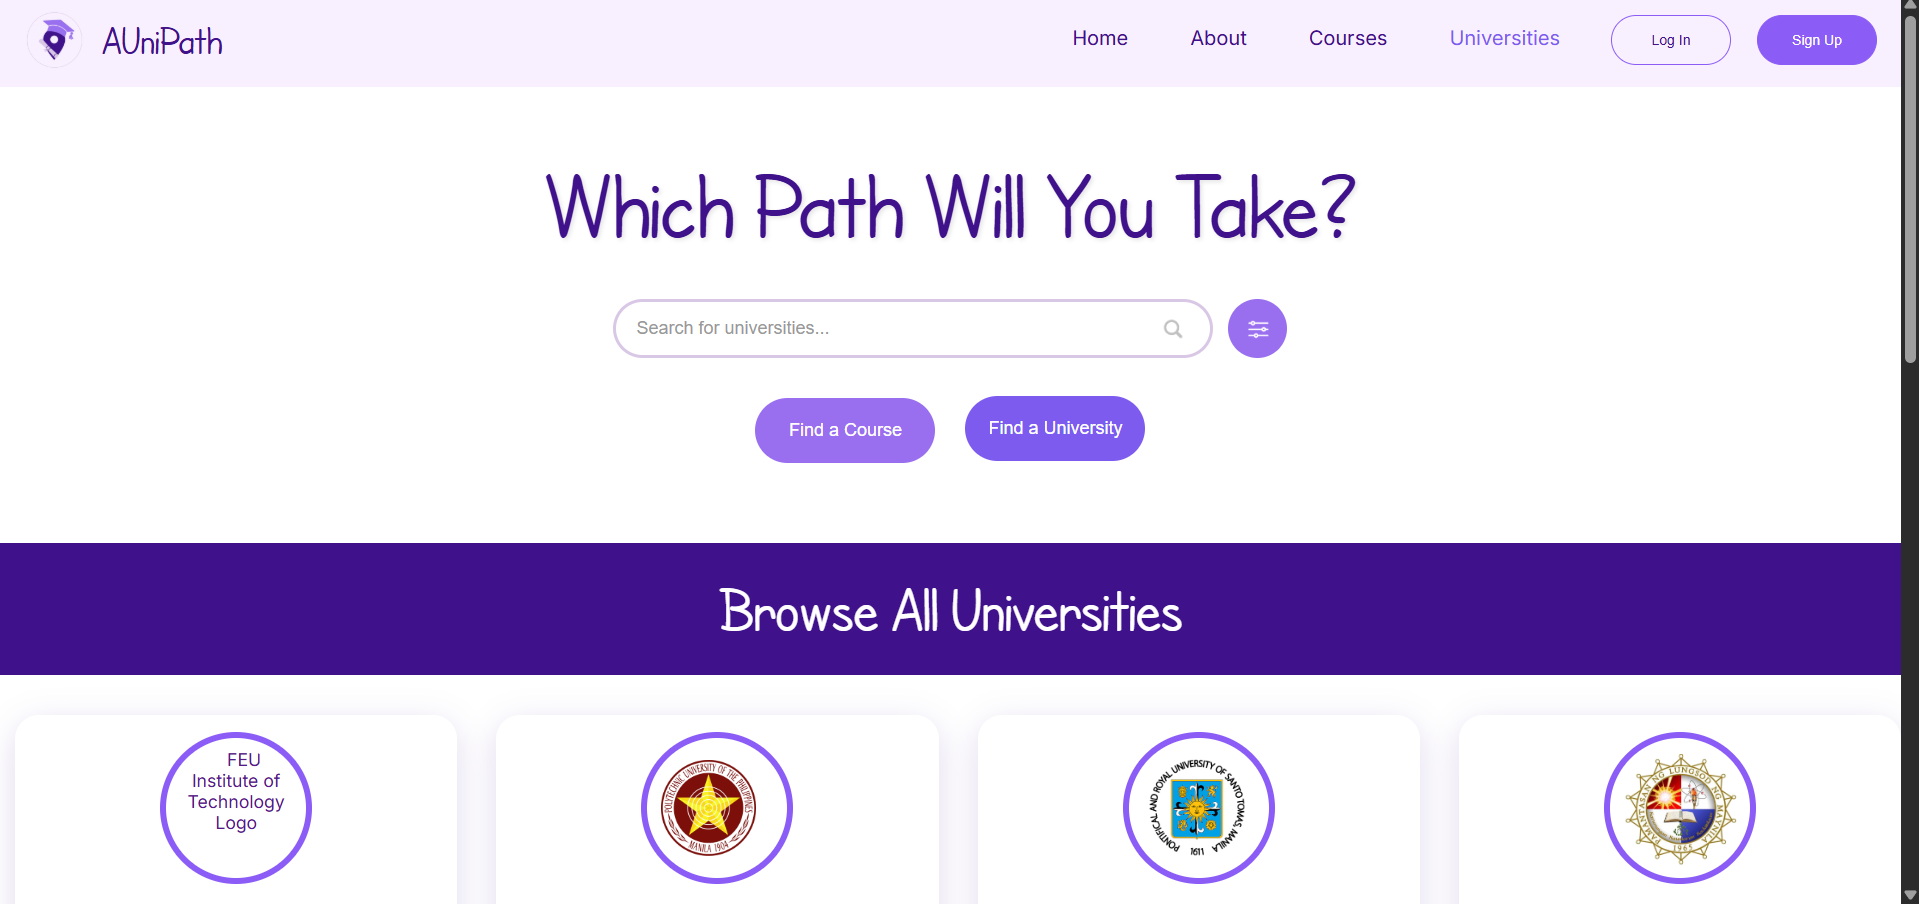 AUniPath
Home
About
Courses
Universities
Log In
Sign Up
Which Path Will You Take?
Search for universities...
Find a Course
Find a University
Browse All Universities
FEU
Institute of
Technology
Logo
POLYTECHNIC UNIVERSITY OF THE PHILIPPINES
MANILA 1904
PONTIFICAL AND ROYAL UNIVERSITY OF SANTO TOMAS, MANILA
1611
PAMANTASAN NG LUNGSOD NG MAYNILA
1965